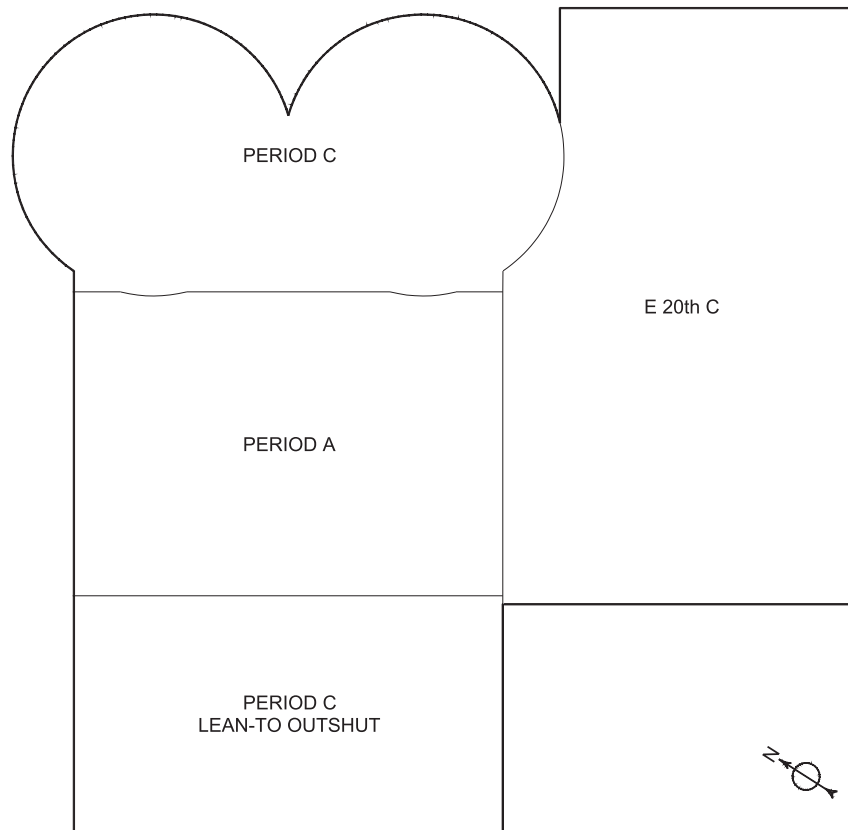 PERIOD C
E 20th C
PERIOD A
PERIOD C
LEAN-TO OUTSHUT
N